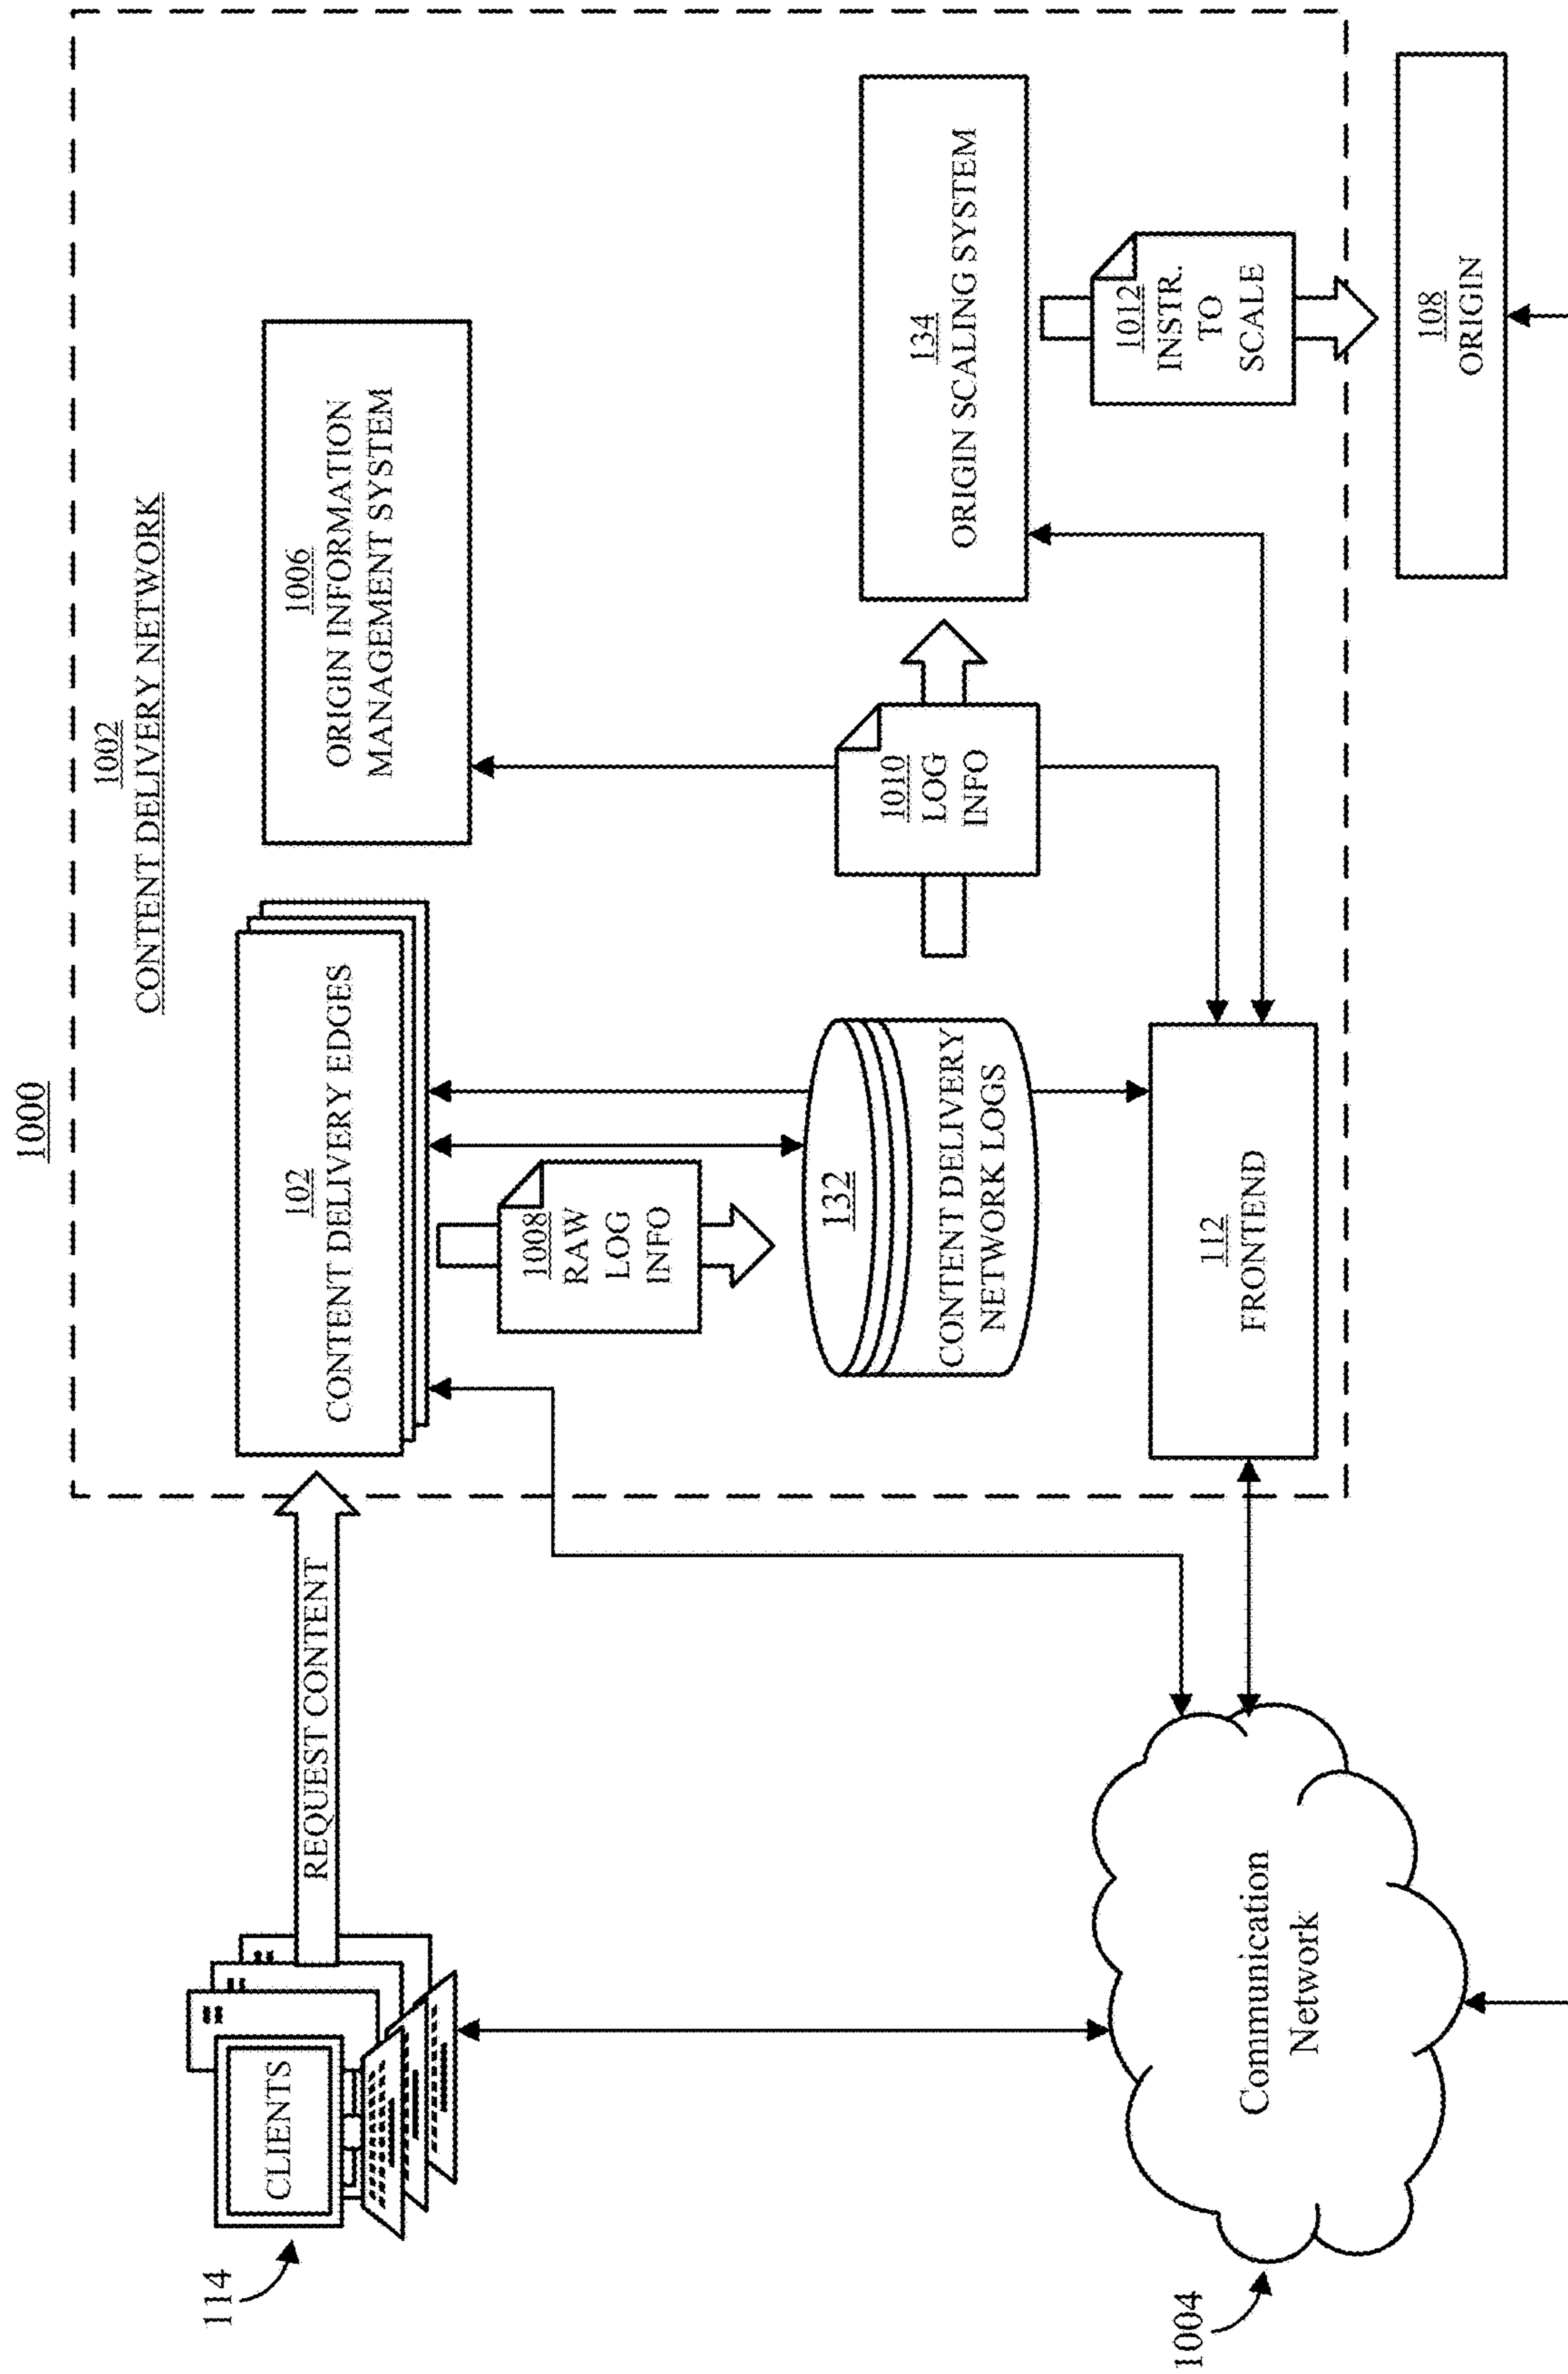 1000
1002
CONTENT DELIVERY NETWORK
114
CLIENTS
REQUEST CONTENT
102
CONTENT DELIVERY EDGES
1006
ORIGIN INFORMATION
MANAGEMENT SYSTEM
1008
RAW
LOG
INFO
132
CONTENT DELIVERY
NETWORK LOGS
1010
LOG
INFO
134
ORIGIN SCALING SYSTEM
1012
INSTR.
TO
SCALE
1004
Communication
Network
112
FRONTEND
108
ORIGIN